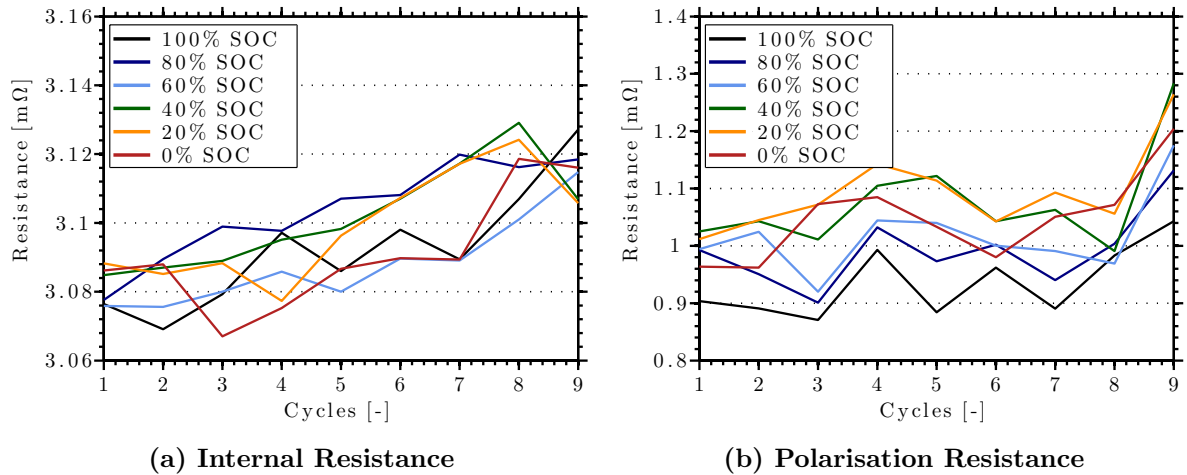 3.16
3.14
3.12
3.1
3.08
3.06
Resistance [mΩ]
100% SOC
80% SOC
60% SOC
40% SOC
20% SOC
0% SOC
1 2 3 4 5 6 7 8 9
Cycles [-]
(a) Internal Resistance
1.4
1.3
1.2
1.1
1
0.9
0.8
Resistance [mΩ]
100% SOC
80% SOC
60% SOC
40% SOC
20% SOC
0% SOC
1 2 3 4 5 6 7 8 9
Cycles [-]
(b) Polarisation Resistance